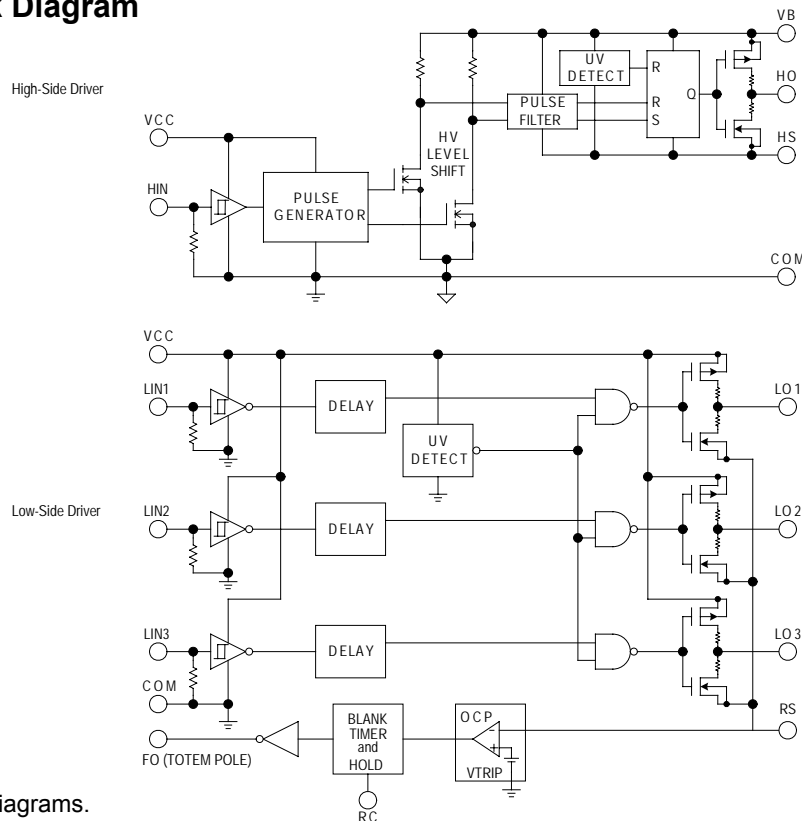 k Diagram
VB
UV
DETECT
R
HO
High-Side Driver
PULSE
FILTER
R
S
Q
VCC
HV
LEVEL
SHIFT
HS
HIN
PULSE
GENERATOR
COM
VCC
LIN1
DELAY
LO1
UV
DETECT
Low-Side Driver
LIN2
DELAY
LO2
LIN3
DELAY
LO3
COM
BLANK
TIMER
and
HOLD
OCP
RS
FO (TOTEM POLE)
VTRIP
RC
iagrams.